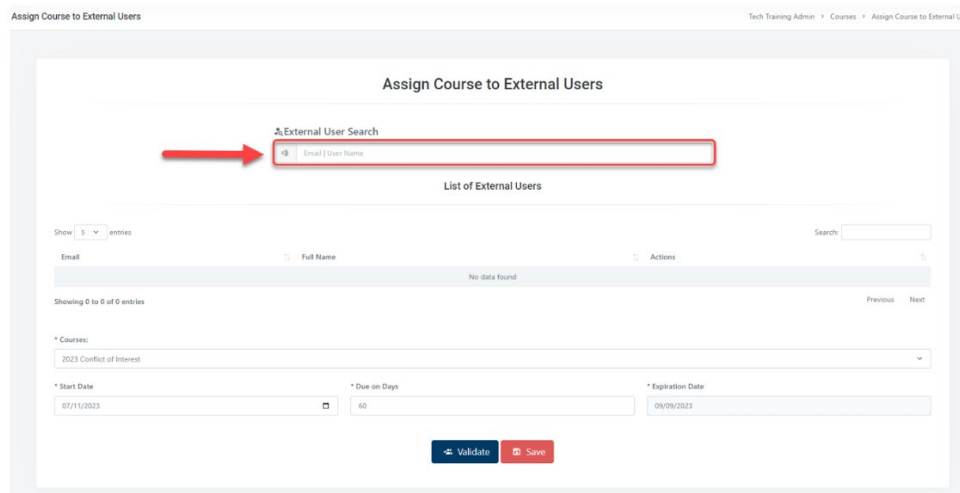 Assign Course to External Users
Tech Training Admin > Courses > Assign Course to External U
Assign Course to External Users
External User Search
Email | User Name
List of External Users
Show 5 entries
Search:
Email Full Name Actions
No data found
Showing 0 to 0 of 0 entries
Previous Next
* Courses:
2023 Conflict of Interest
* Start Date * Due on Days * Expiration Date
07/11/2023 60 09/09/2023
Validate Save